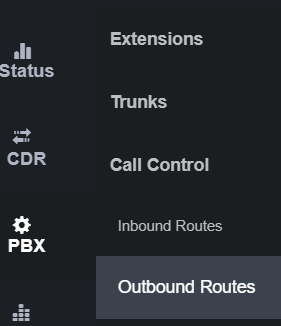 Extensions
Status
Trunks
CDR
Call Control
Inbound Routes
PBX
Outbound Routes